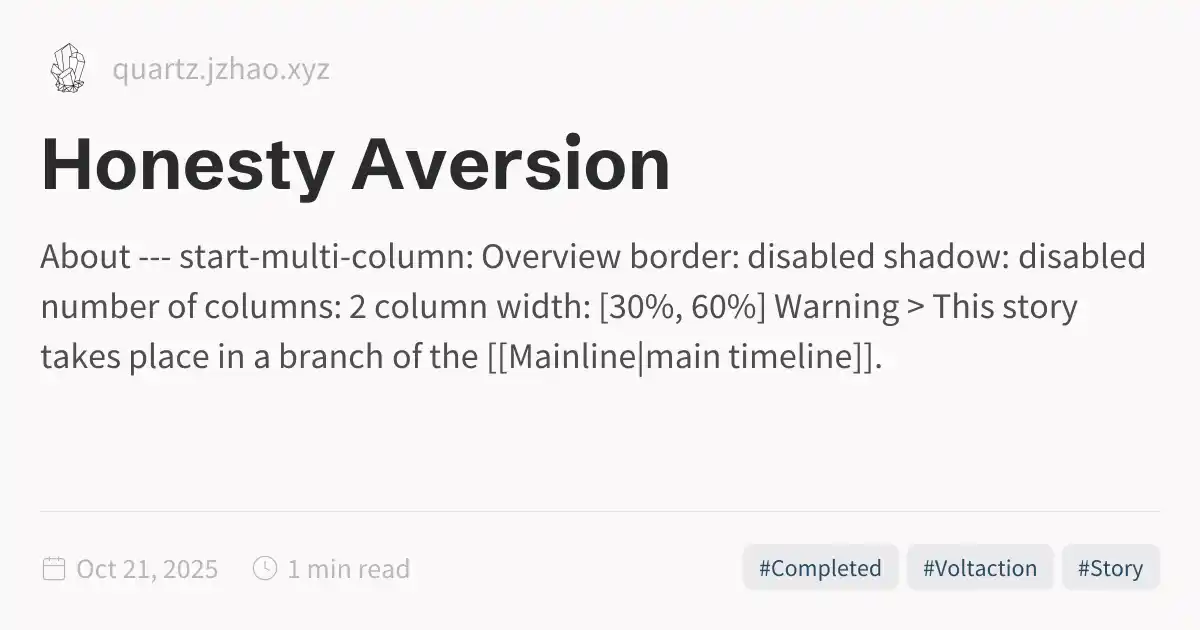 quartz.jzhao.xyz
Honesty Aversion
About --- start-multi-column: Overview border: disabled shadow: disabled
number of columns: 2 column width: [30%, 60%] Warning > This story
takes place in a branch of the [[Mainline|main timeline]].
Oct 21, 2025 1 min read #Completed #Voltaction #Story